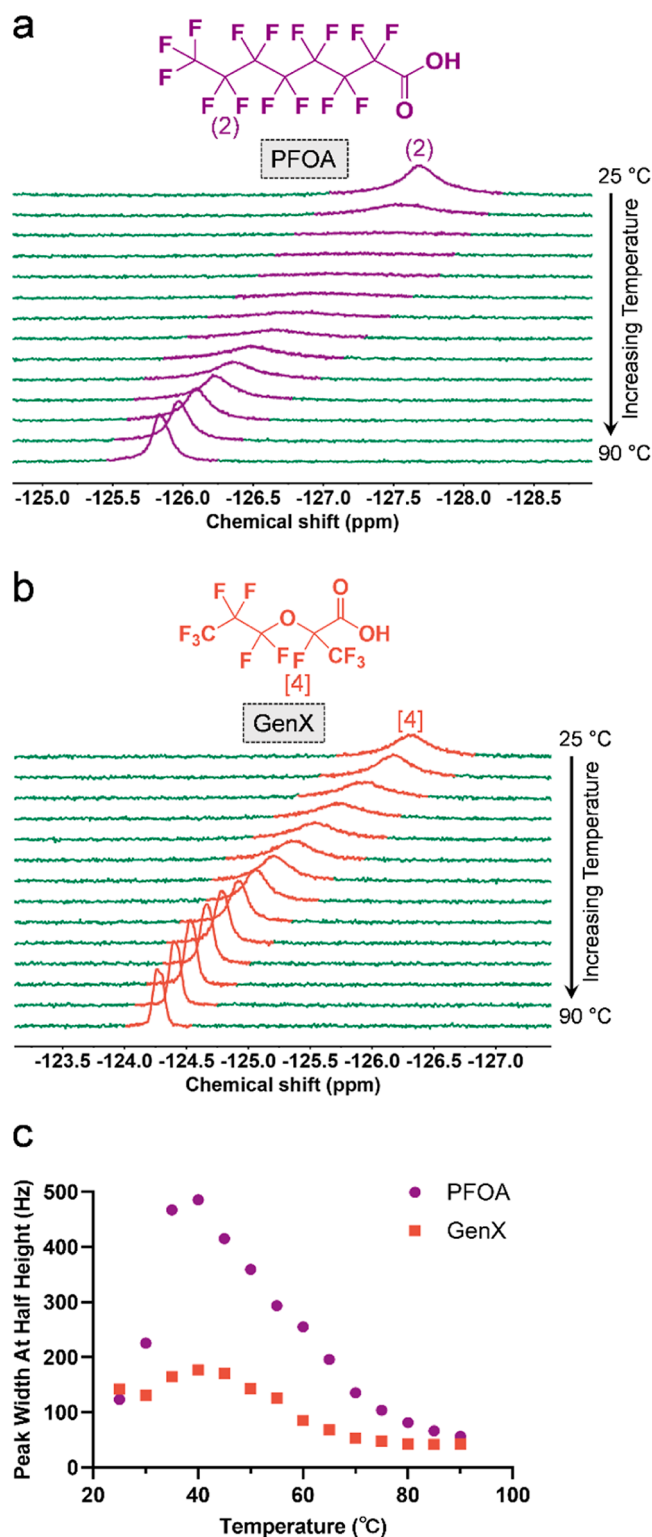 a
F F F F F F F F F F F F F F F
OH
O
(2)
PFOA
(2)
25 °C
Increasing Temperature
90 °C
-125.0 -125.5 -126.0 -126.5 -127.0 -127.5 -128.0 -128.5
Chemical shift (ppm)
b
F F O
F₃C O OH
F F F CF₃
[4]
GenX
[4]
25 °C
Increasing Temperature
90 °C
-123.5 -124.0 -124.5 -125.0 -125.5 -126.0 -126.5 -127.0
Chemical shift (ppm)
c
PFOA
GenX
Peak Width At Half Height (Hz)
500
400
300
200
100
0
20 40 60 80 100
Temperature (°C)